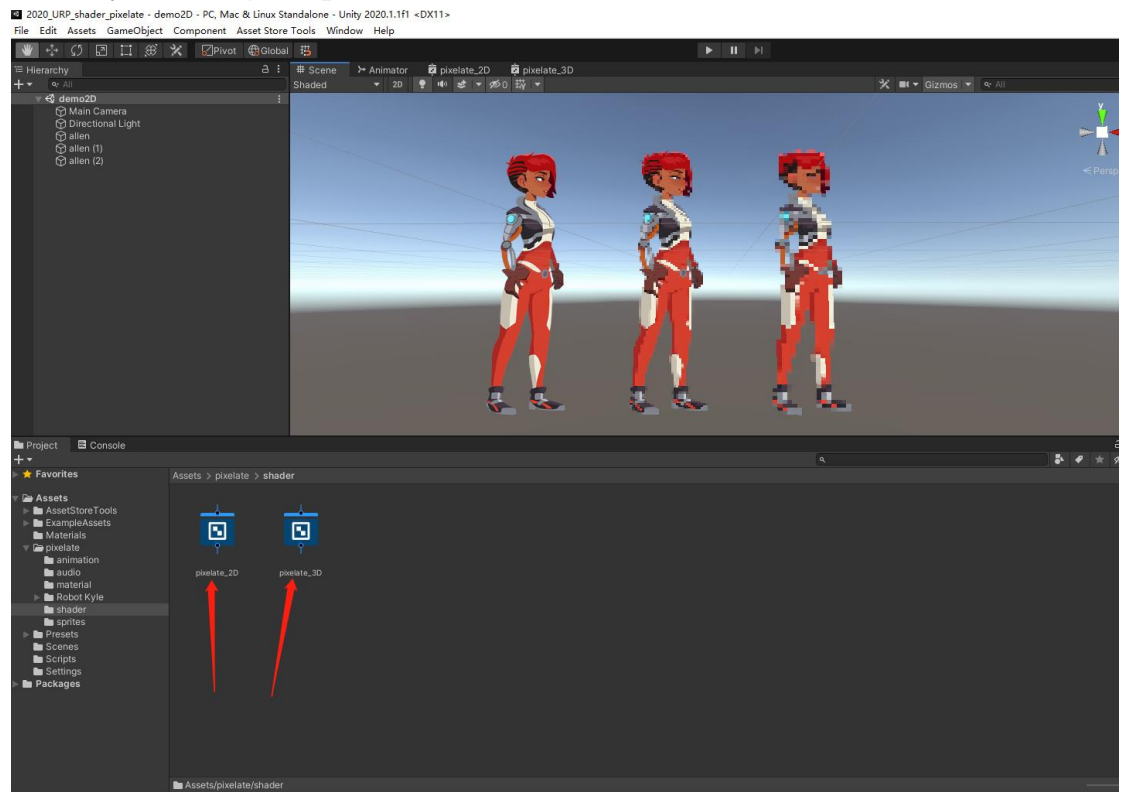 2020_URP_shader_pixelate - demo2D - PC, Mac & Linux Standalone - Unity 2020.1.1f1 <DX11>
File Edit Assets GameObject Component Asset Store Tools Window Help
Pivot Global
Hierarchy
Scene Animator pixelate_2D pixelate_3D
All
Shaded 2D 0 Gizmos All
demo2D
Main Camera
Directional Light
allen
allen (1)
allen (2)
y
Persp
Project Console
Favorites
Assets > pixelate > shader
Assets
AssetStoreTools
ExampleAssets
Materials
pixelate
animation
audio
material
Robot Kyle
shader
sprites
Presets
Scenes
Scripts
Settings
Packages
pixelate_2D pixelate_3D
Assets/pixelate/shader